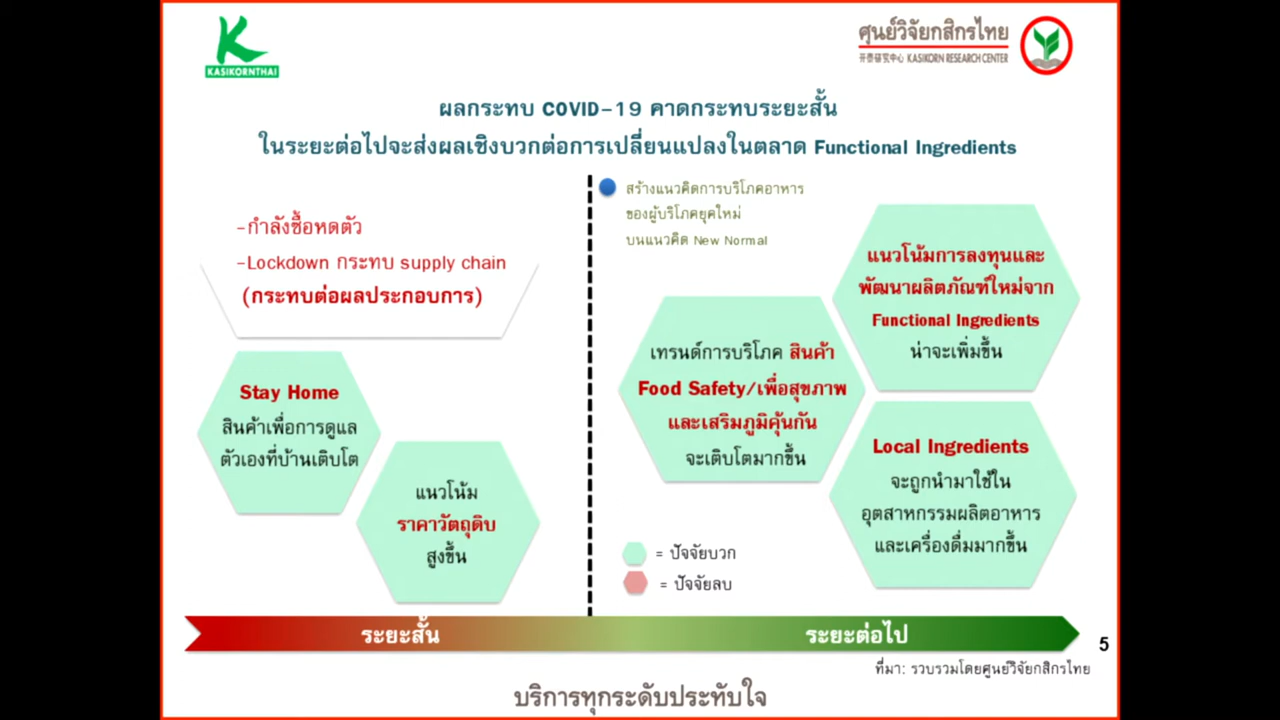 KASIKORNTHAI
ศูนย์วิจัยกสิกรไทย
开泰研究中心 KASIKORN RESEARCH CENTER
ผลกระทบ COVID-19 คาดกระทบระยะสั้น
ในระยะต่อไปจะส่งผลเชิงบวกต่อการเปลี่ยนแปลงในตลาด Functional Ingredients
-กำลังซื้อหดตัว
-Lockdown กระทบ supply chain
(กระทบต่อผลประกอบการ)
Stay Home
สินค้าเพื่อการดูแล
ตัวเองที่บ้านเติบโต
แนวโน้ม
ราคาวัตถุดิบ
สูงขึ้น
สร้างแนวคิดการบริโภคอาหาร
ของผู้บริโภคยุคใหม่
บนแนวคิด New Normal
เทรนด์การบริโภค สินค้า
Food Safety/เพื่อสุขภาพ
และเสริมภูมิคุ้นกัน
จะเติบโตมากขึ้น
แนวโน้มการลงทุนและ
พัฒนาผลิตภัณฑ์ใหม่จาก
Functional Ingredients
น่าจะเพิ่มขึ้น
Local Ingredients
จะถูกนำมาใช้ใน
อุตสาหกรรมผลิตอาหาร
และเครื่องดื่มมากขึ้น
= ปัจจัยบวก
= ปัจจัยลบ
ระยะสั้น
ระยะต่อไป
5
ที่มา: รวบรวมโดยศูนย์วิจัยกสิกรไทย
บริการทุกระดับประทับใจ